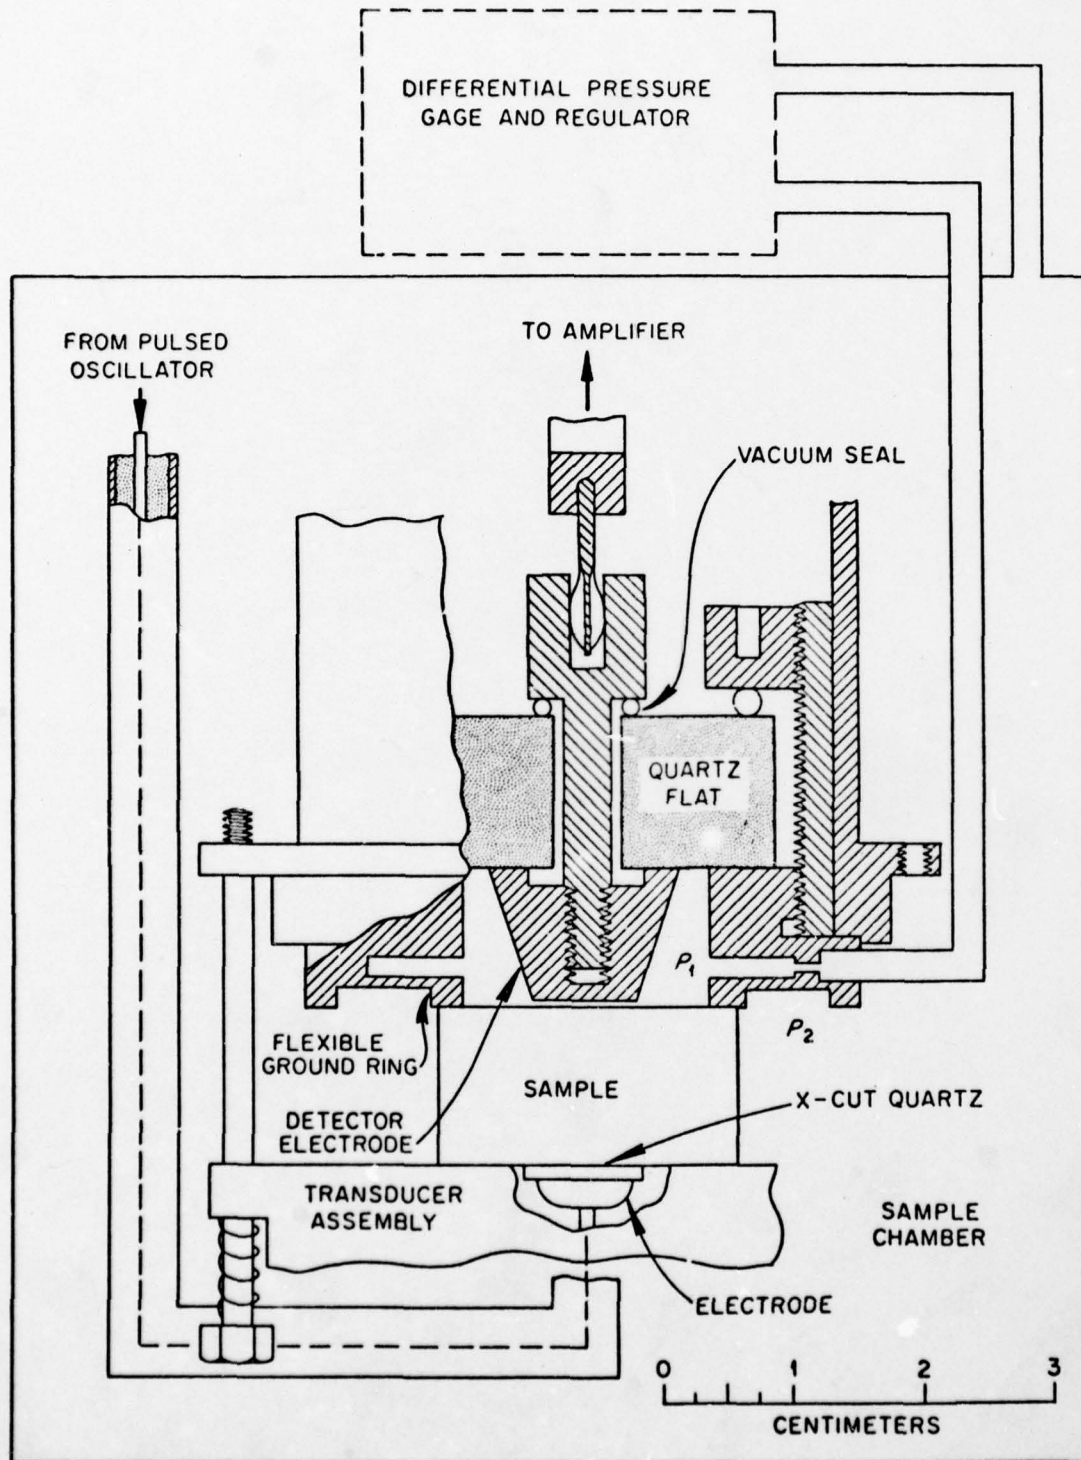 DIFFERENTIAL PRESSURE
GAGE AND REGULATOR
FROM PULSED
OSCILLATOR
TO AMPLIFIER
VACUUM SEAL
QUARTZ
FLAT
P₁
P₂
FLEXIBLE
GROUND RING
DETECTOR
ELECTRODE
SAMPLE
X-CUT QUARTZ
TRANSDUCER
ASSEMBLY
SAMPLE
CHAMBER
ELECTRODE
0 1 2 3
CENTIMETERS